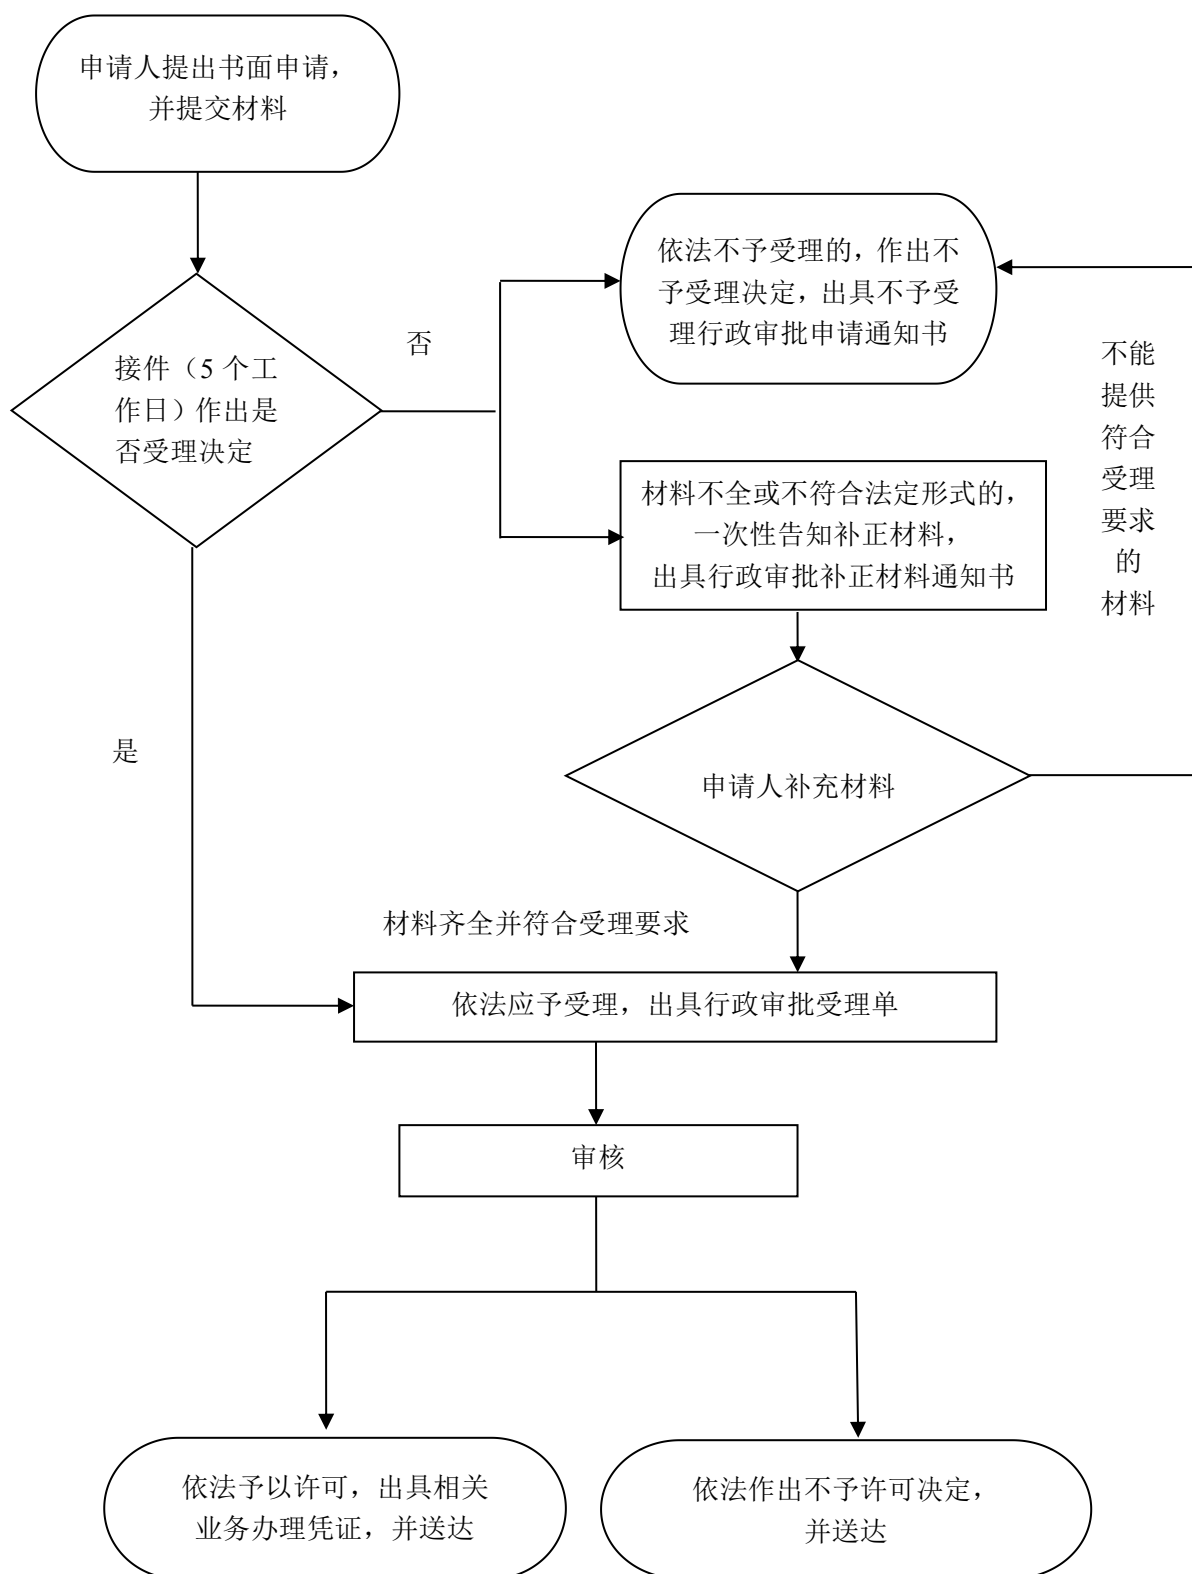 申请人提出书面申请，
并提交材料
依法不予受理的，作出不
予受理决定，出具不予受
理行政审批申请通知书
否
接件（5 个工
作日）作出是
否受理决定
不能
提供
符合
受理
要求
的
材料
材料不全或不符合法定形式的，
一次性告知补正材料，
出具行政审批补正材料通知书
是
申请人补充材料
材料齐全并符合受理要求
依法应予受理，出具行政审批受理单
审核
依法予以许可，出具相关
业务办理凭证，并送达
依法作出不予许可决定，
并送达